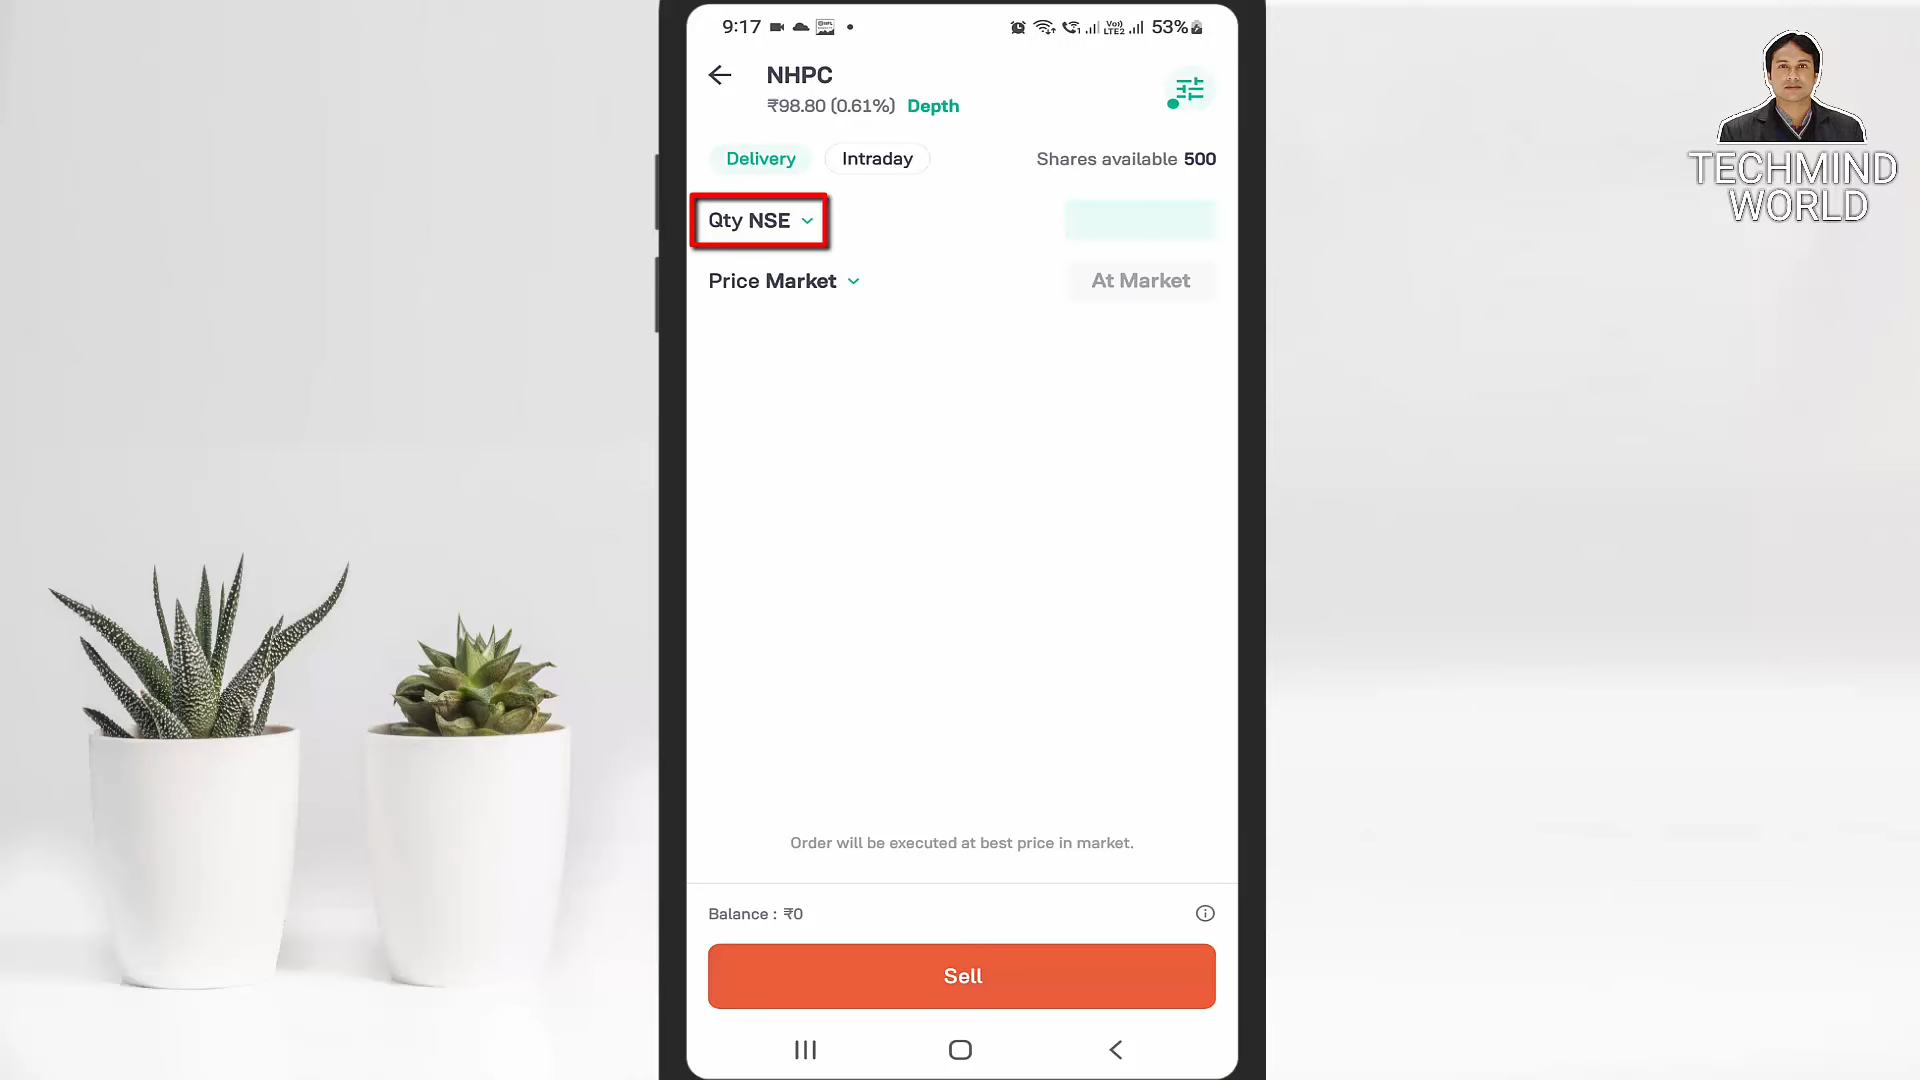 9:17
53%
NHPC
₹98.80 (0.61%) Depth
Delivery
Intraday
Shares available 500
Qty NSE
Price Market
At Market
Order will be executed at best price in market.
Balance : ₹0
Sell
TECHMIND
WORLD